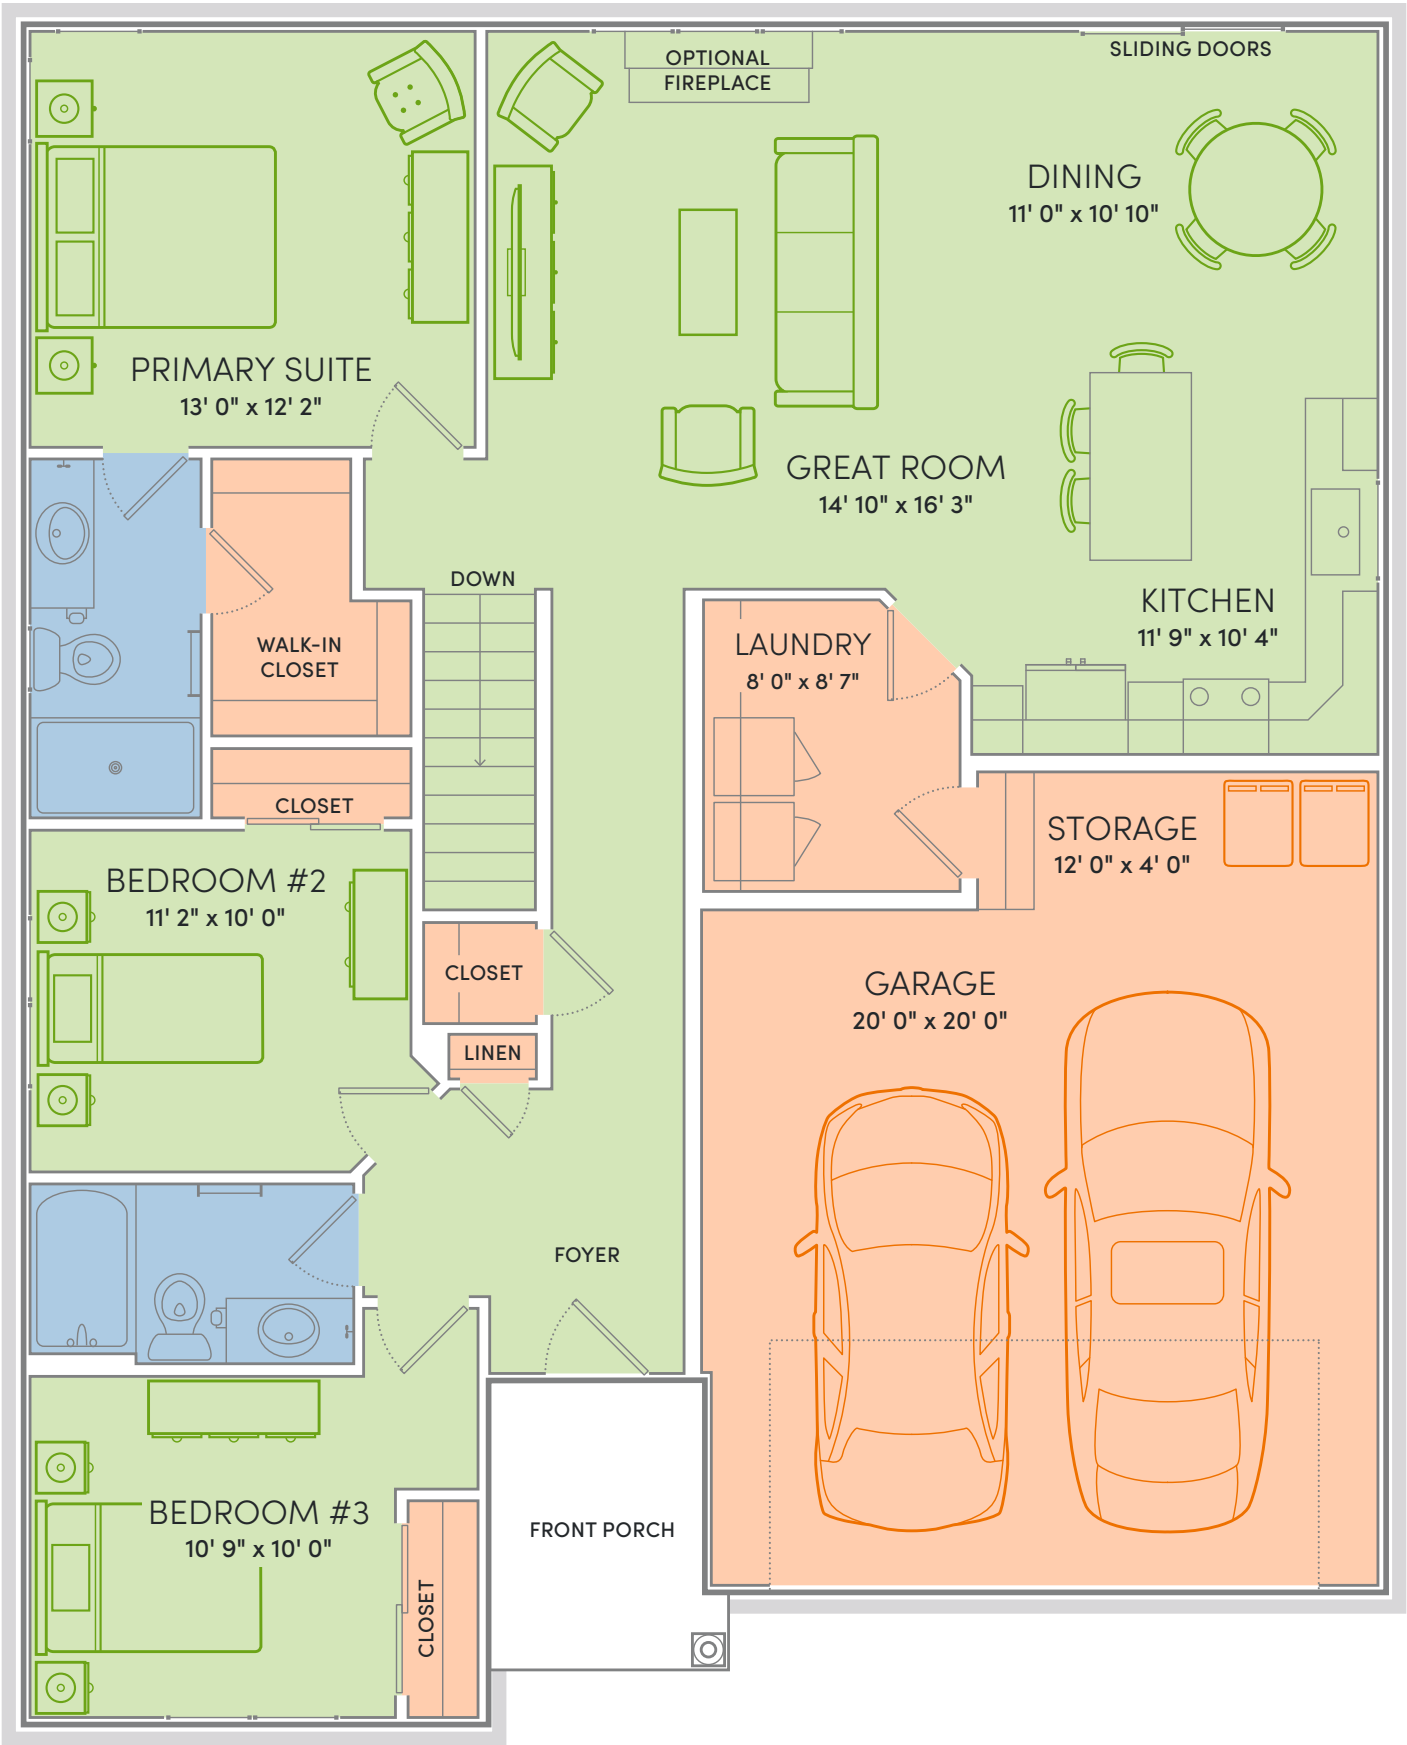 OPTIONAL
FIREPLACE
SLIDING DOORS
DINING
11' 0" x 10' 10"
PRIMARY SUITE
13' 0" x 12' 2"
GREAT ROOM
14' 10" x 16' 3"
DOWN
KITCHEN
11' 9" x 10' 4"
WALK-IN
CLOSET
LAUNDRY
8' 0" x 8' 7"
CLOSET
STORAGE
12' 0" x 4' 0"
BEDROOM #2
11' 2" x 10' 0"
CLOSET
GARAGE
20' 0" x 20' 0"
LINEN
FOYER
BEDROOM #3
10' 9" x 10' 0"
FRONT PORCH
CLOSET